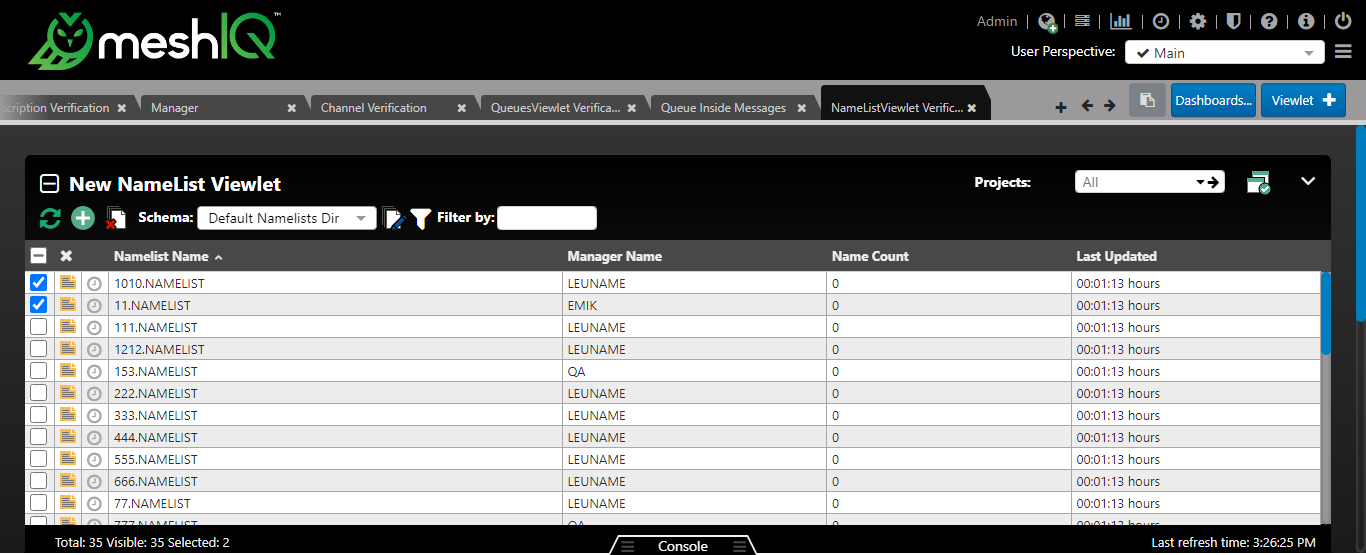 meshIQ™
Admin
User Perspective: Main
scription Verification Manager Channel Verification QueuesViewlet Verifica... Queue Inside Messages NameListViewlet Verific... Dashboards... Viewlet
New NameList Viewlet Projects: All
Schema: Default Namelists Dir Filter by:
Namelist Name Manager Name Name Count Last Updated
1010.NAMELIST LEUNAME 0 00:01:13 hours
11.NAMELIST EMIK 0 00:01:13 hours
111.NAMELIST LEUNAME 0 00:01:13 hours
1212.NAMELIST LEUNAME 0 00:01:13 hours
153.NAMELIST QA 0 00:01:13 hours
222.NAMELIST LEUNAME 0 00:01:13 hours
333.NAMELIST LEUNAME 0 00:01:13 hours
444.NAMELIST LEUNAME 0 00:01:13 hours
555.NAMELIST LEUNAME 0 00:01:13 hours
666.NAMELIST LEUNAME 0 00:01:13 hours
77.NAMELIST LEUNAME 0 00:01:13 hours
777.NAMELIST QA 0 00:01:13 hours
Total: 35 Visible: 35 Selected: 2 Console Last refresh time: 3:26:25 PM